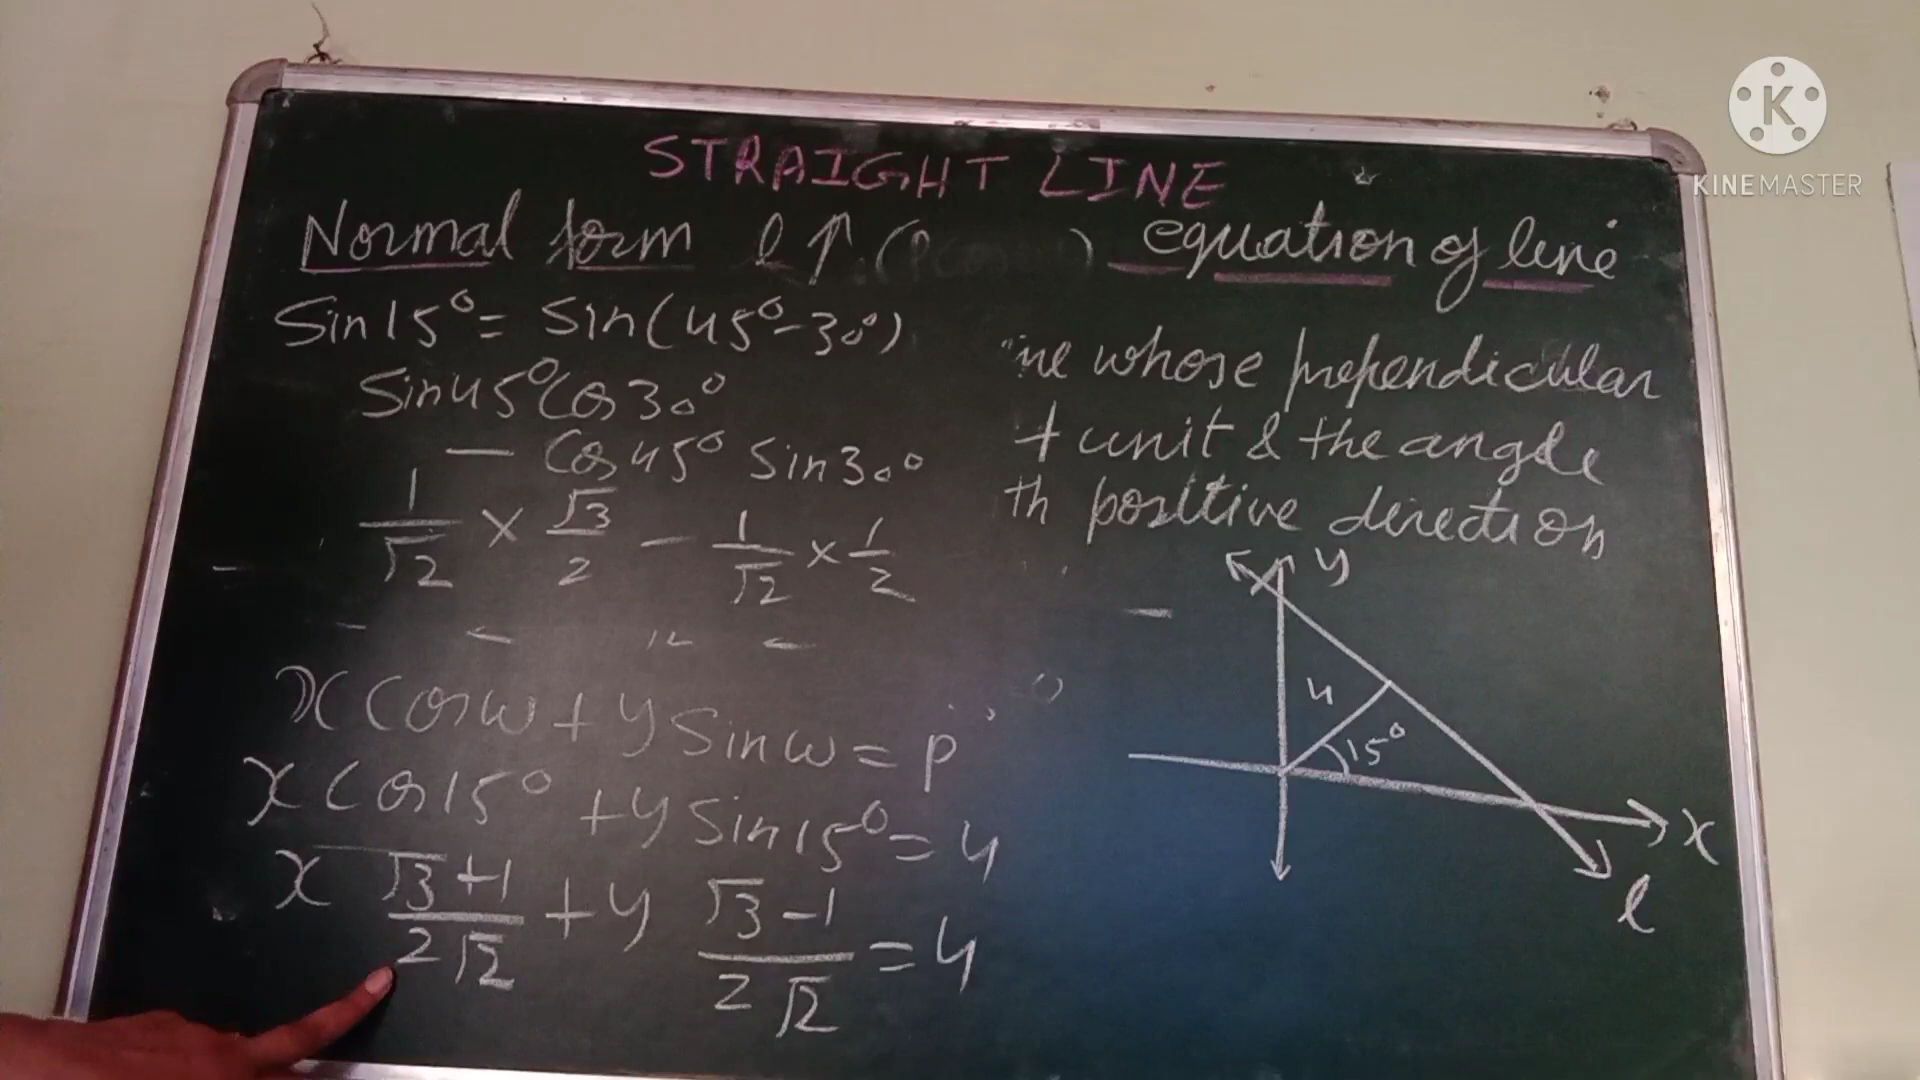 KINEMASTER
STRAIGHT LINE
Normal form l ↑ ( ) equation of line
Sin15° = Sin(45°-30°)
Sin45°Cos30°
— Cos45° Sin30°
1/√2 × √3/2 - 1/√2 × 1/2
x Cosω + y Sinω = p
x Cos15° + y Sin15° = 4
x √3+1/2√2 + y √3-1/2√2 = 4
ne whose prependicular
unit & the angle
th positive direction
y
4
15°
x
l